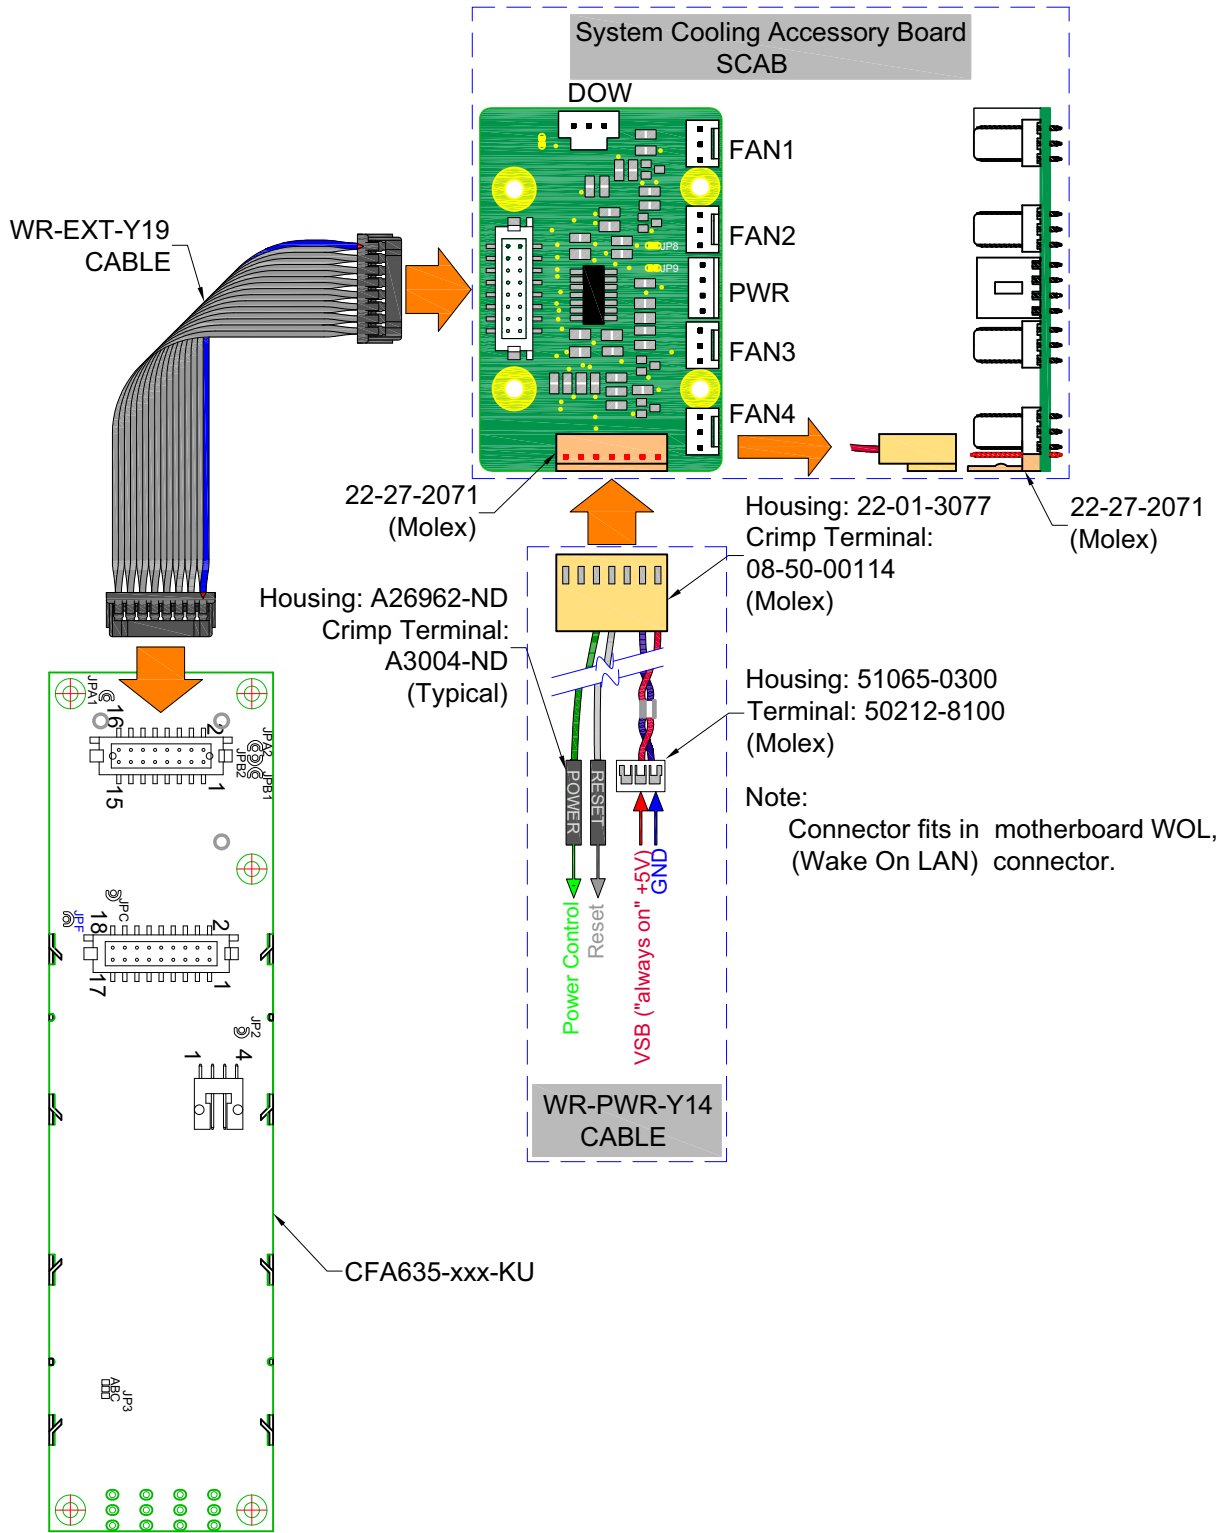 System Cooling Accessory Board
SCAB
DOW
FAN1
FAN2
PWR
FAN3
FAN4
JP8
JP9
WR-EXT-Y19
CABLE
22-27-2071
(Molex)
Housing: 22-01-3077
Crimp Terminal:
08-50-00114
(Molex)
22-27-2071
(Molex)
Housing: A26962-ND
Crimp Terminal:
A3004-ND
(Typical)
Housing: 51065-0300
Terminal: 50212-8100
(Molex)
Note:
Connector fits in motherboard WOL,
(Wake On LAN) connector.
POWER
RESET
Power Control
Reset
VSB ("always on" +5V)
GND
WR-PWR-Y14
CABLE
JPA1
16
2
JPA2
JPB2
JPB1
15
1
JPC
JPF
18
2
17
1
JP2
1
4
CFA635-xxx-KU
ABC
JP3